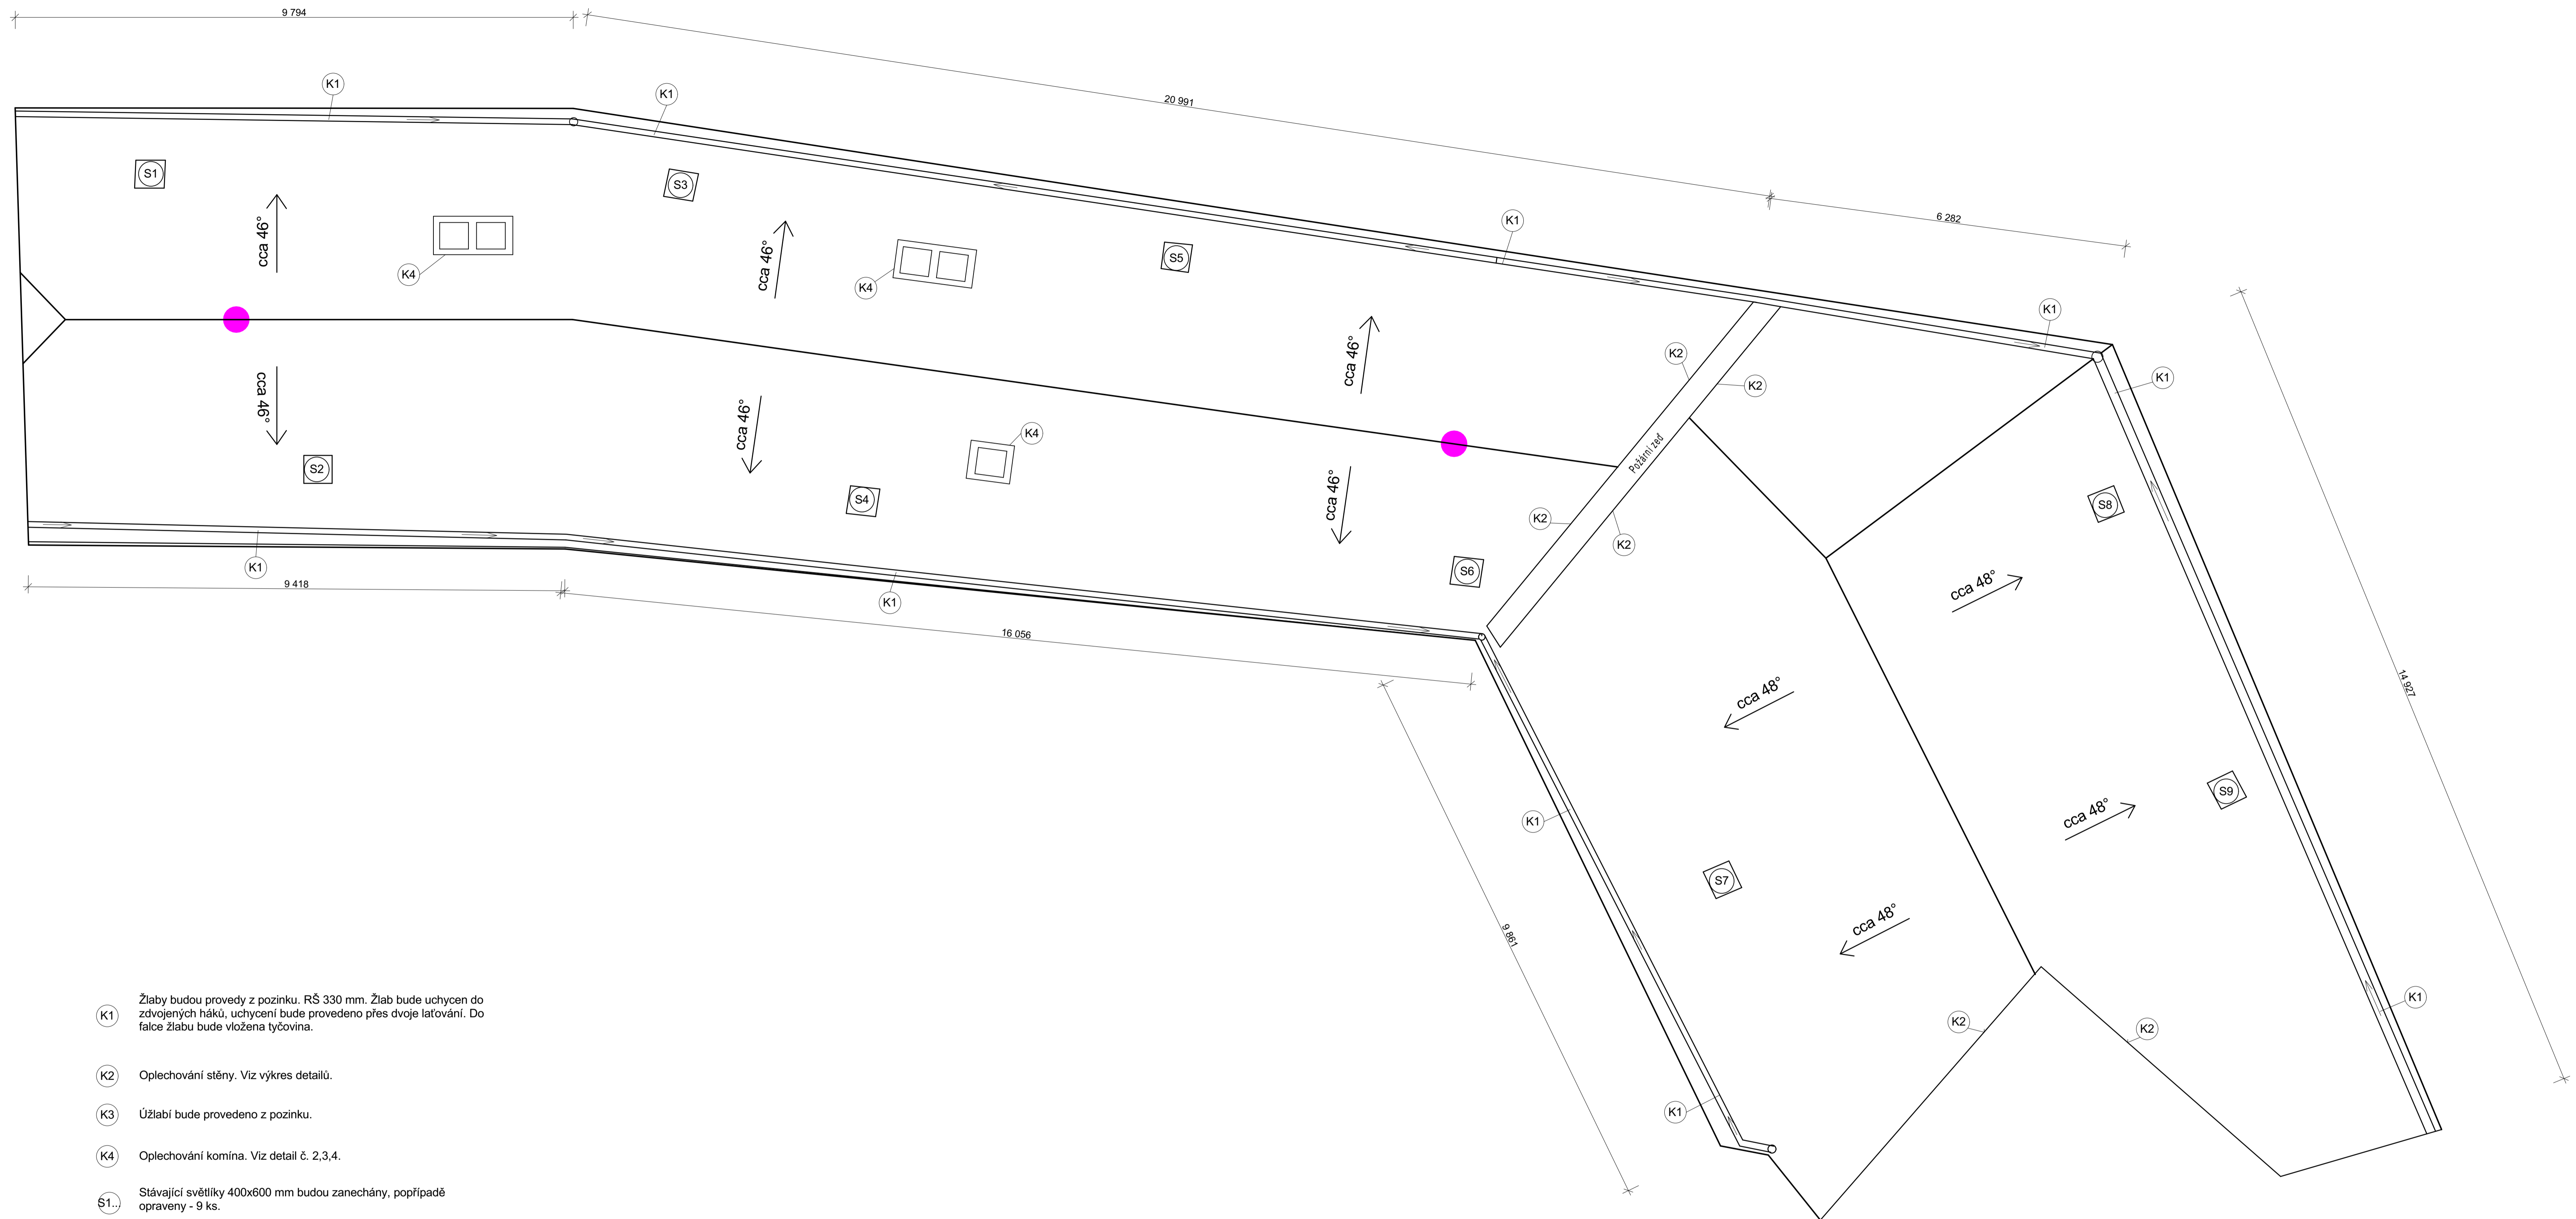 9 794
20 991
6 282
K1
K1
K1
K1
K1
S1
S3
S5
cca 46°
cca 46°
cca 46°
K4
K4
K2
K2
cca 46°
cca 46°
cca 46°
K4
Požární zeď
S2
S4
S6
K2
K2
K1
K1
9 418
16 056
S8
14 927
cca 48°
cca 48°
cca 48°
cca 48°
S9
S7
K1
9 861
K1
K2
K2
K1
K1
Žlaby budou provedy z pozinku. RŠ 330 mm. Žlab bude uchycen do
zdvojených háků, uchycení bude provedeno přes dvoje laťování. Do
falce žlabu bude vložena tyčovina.
K2
Oplechování stěny. Viz výkres detailů.
K3
Úžlabí bude provedeno z pozinku.
K4
Oplechování komína. Viz detail č. 2,3,4.
S1...
Stávající světlíky 400x600 mm budou zanechány, popřípadě
opraveny - 9 ks.